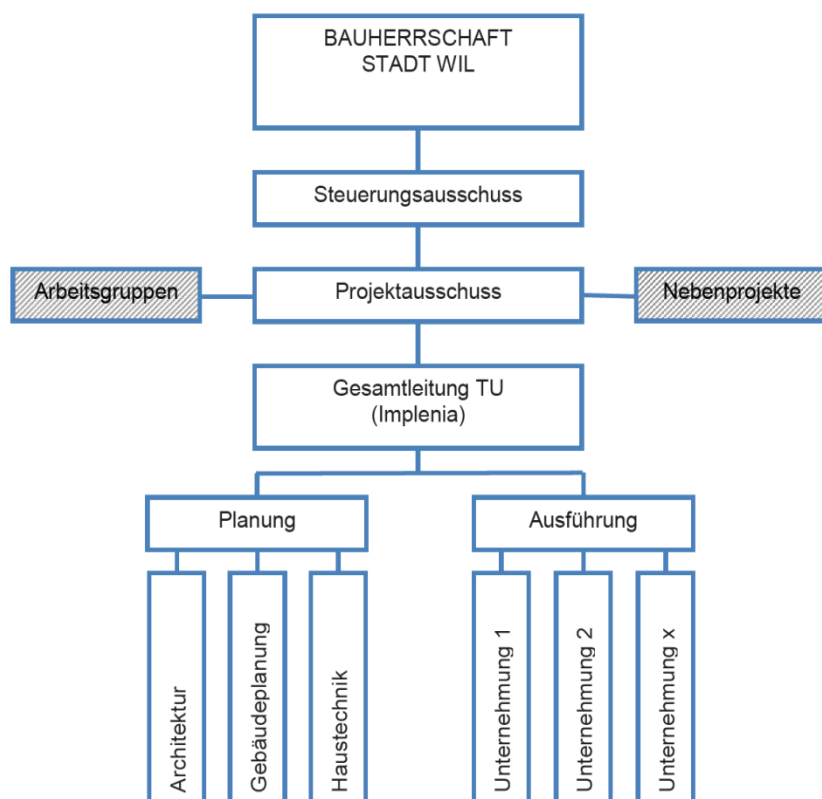 BAUHERRSCHAFT
STADT WIL
Steuerungsausschuss
Arbeitsgruppen
Projektausschuss
Nebenprojekte
Gesamtleitung TU
(Implenia)
Planung
Ausführung
Architektur
Gebäudeplanung
Haustechnik
Unternehmung 1
Unternehmung 2
Unternehmung x